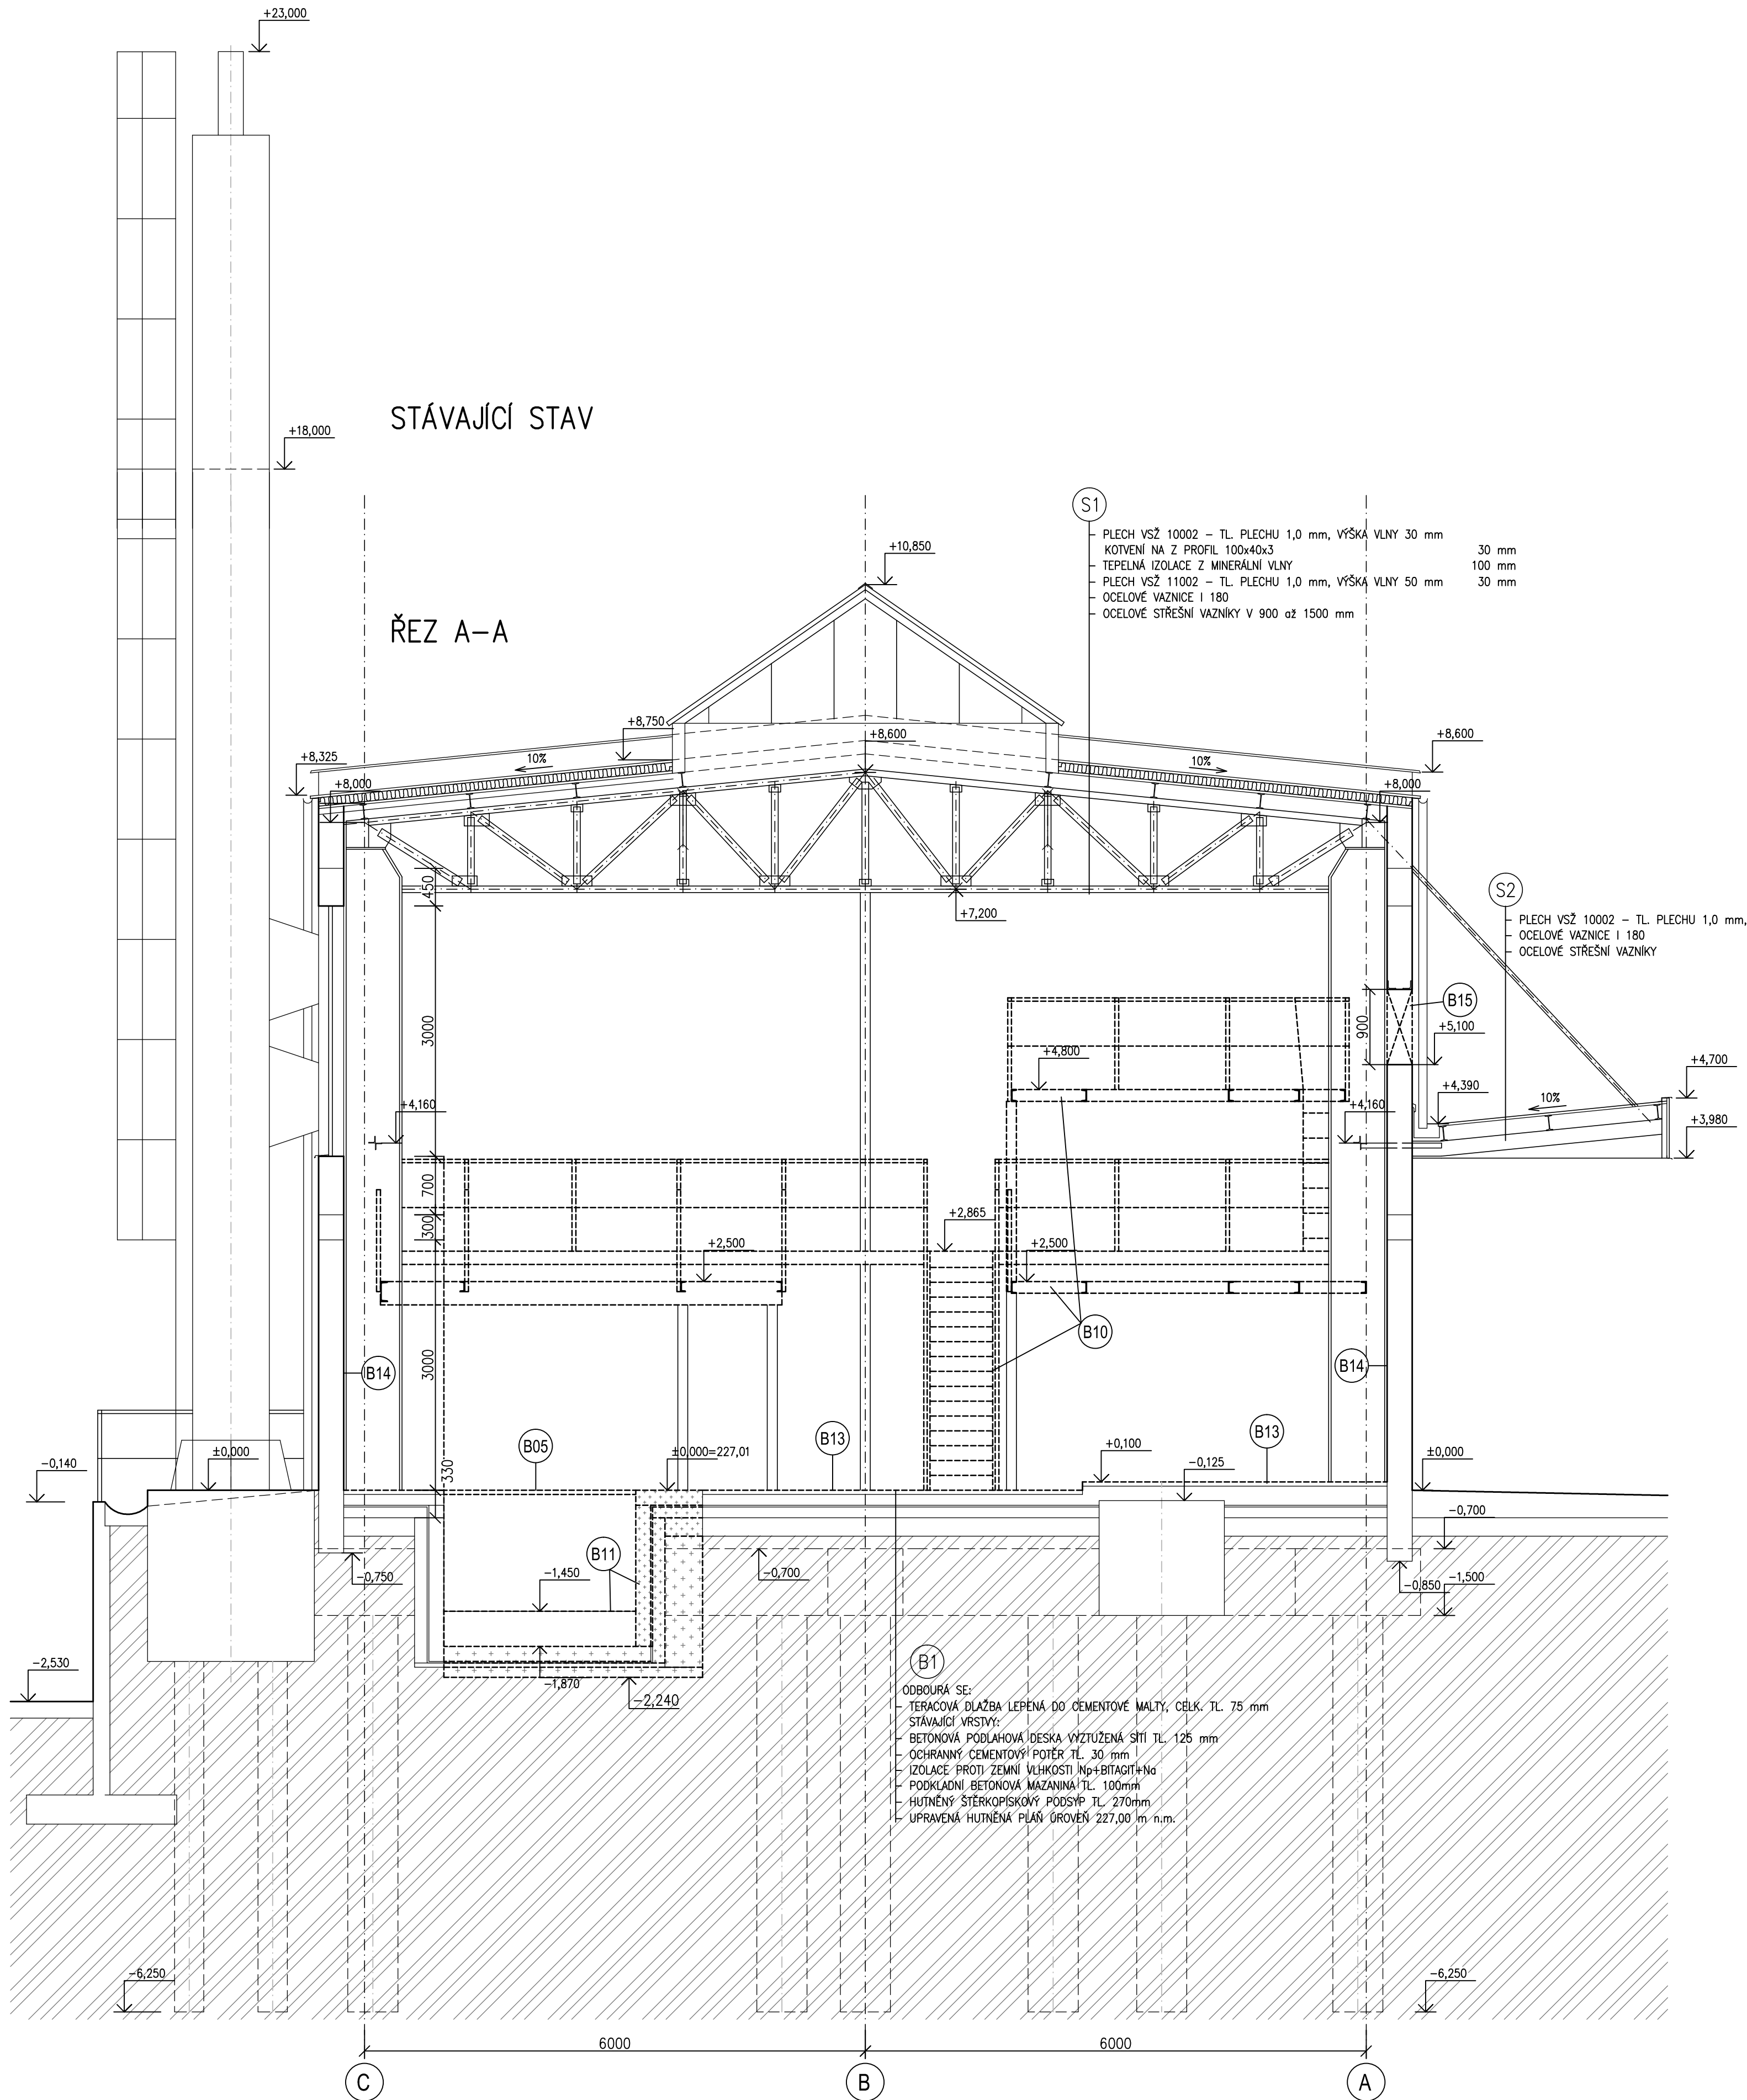 +23,000
STÁVAJÍCÍ STAV
+18,000
S1
- PLECH VSŽ 10002 – TL. PLECHU 1,0 mm, VÝŠKA VLNY 30 mm
KOTVENÍ NA Z PROFIL 100x40x3 30 mm
- TEPELNÁ IZOLACE Z MINERÁLNÍ VLNY 100 mm
- PLECH VSŽ 11002 – TL. PLECHU 1,0 mm, VÝŠKA VLNY 50 mm 30 mm
- OCELOVÉ VAZNICE I 180
- OCELOVÉ STŘEŠNÍ VAZNÍKY V 900 až 1500 mm
+10,850
ŘEZ A–A
+8,750
+8,600
+8,600
+8,325
10%
10%
+8,000
+8,000
450
+7,200
S2
- PLECH VSŽ 10002 – TL. PLECHU 1,0 mm,
- OCELOVÉ VAZNICE I 180
- OCELOVÉ STŘEŠNÍ VAZNÍKY
3000
900
B15
+5,100
+4,800
+4,700
+4,390
10%
+4,160
+4,160
+3,980
700
300
+2,865
+2,500
+2,500
B10
3000
B14
B14
B05
B13
B13
±0,000
±0,000=227,01
+0,100
±0,000
-0,140
330
-0,125
-0,700
B11
-0,750
-1,450
-0,700
-0,850
-1,500
-2,530
-1,870
-2,240
B1
ODBOURÁ SE:
- TERACOVÁ DLAŽBA LEPENÁ DO CEMENTOVÉ MALTY, CELK. TL. 75 mm
STÁVAJÍCÍ VRSTVY:
- BETONOVÁ PODLAHOVÁ DESKA VYZTUŽENÁ SÍTÍ TL. 125 mm
- OCHRANNÝ CEMENTOVÝ POTĚR TL. 30 mm
- IZOLACE PROTI ZEMNÍ VLHKOSTI Np+BITAGIT+Na
- PODKLADNÍ BETONOVÁ MAZANINA TL. 100mm
- HUTNĚNÝ ŠTĚRKOPÍSKOVÝ PODSYP TL. 270mm
- UPRAVENÁ HUTNĚNÁ PLÁŇ ÚROVEŇ 227,00 m n.m.
-6,250
-6,250
6000
6000
C
B
A